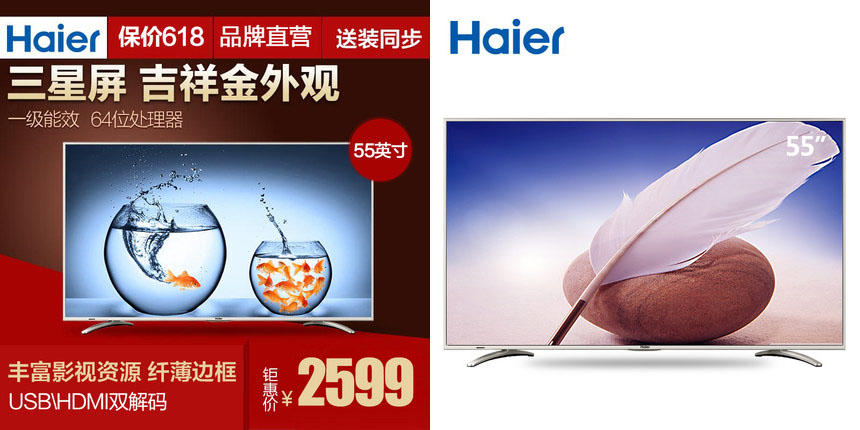 Haier 保价618 品牌直营 送装同步
三星屏 吉祥金外观
一级能效 64位处理器
55英寸
Haier
丰富影视资源 纤薄边框
USB\HDMI双解码
钜惠价 ¥2599
Haier
55”
Haier